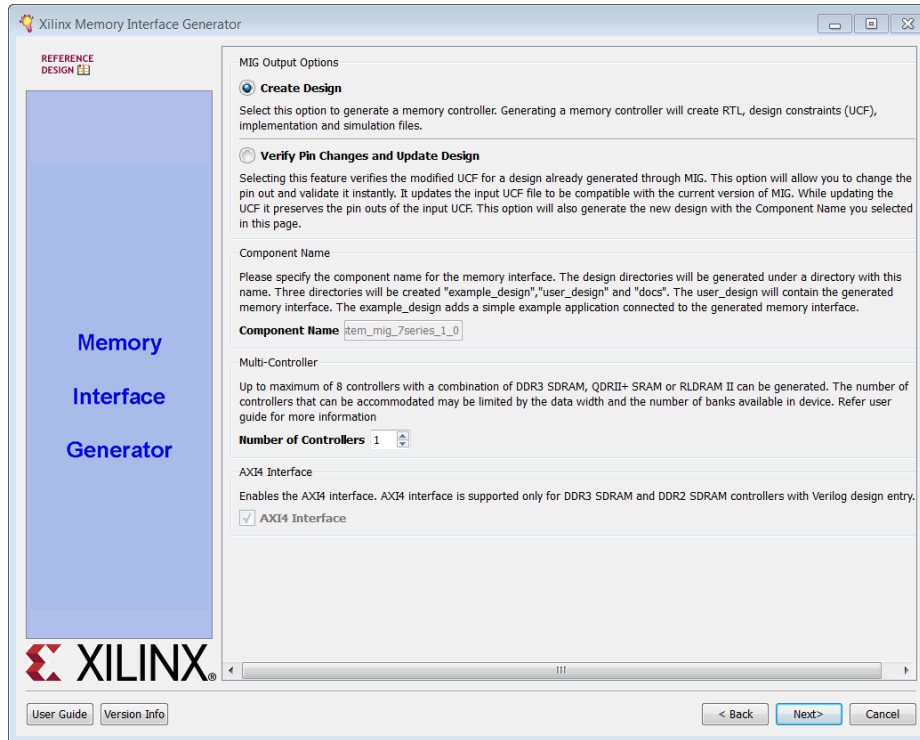 Xilinx Memory Interface Generator
REFERENCE
DESIGN
Memory
Interface
Generator
XILINX®
MIG Output Options
Create Design
Select this option to generate a memory controller. Generating a memory controller will create RTL, design constraints (UCF),
implementation and simulation files.
Verify Pin Changes and Update Design
Selecting this feature verifies the modified UCF for a design already generated through MIG. This option will allow you to change the
pin out and validate it instantly. It updates the input UCF file to be compatible with the current version of MIG. While updating the
UCF it preserves the pin outs of the input UCF. This option will also generate the new design with the Component Name you selected
in this page.
Component Name
Please specify the component name for the memory interface. The design directories will be generated under a directory with this
name. Three directories will be created "example_design","user_design" and "docs". The user_design will contain the generated
memory interface. The example_design adds a simple example application connected to the generated memory interface.
Component Name stem_mig_7series_1_0
Multi-Controller
Up to maximum of 8 controllers with a combination of DDR3 SDRAM, QDRII+ SRAM or RLDRAM II can be generated. The number of
controllers that can be accommodated may be limited by the data width and the number of banks available in device. Refer user
guide for more information
Number of Controllers 1
AXI4 Interface
Enables the AXI4 interface. AXI4 interface is supported only for DDR3 SDRAM and DDR2 SDRAM controllers with Verilog design entry.
AXI4 Interface
User Guide Version Info < Back Next> Cancel